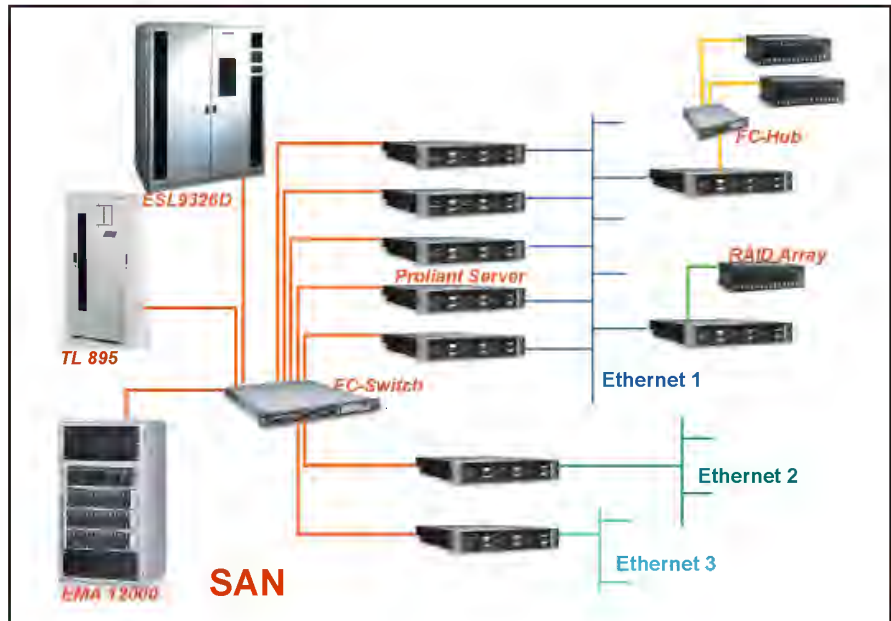 ESL9326D
FC-Hub
RAID Array
Proliant Server
TL 895
FC-Switch
Ethernet 1
Ethernet 2
Ethernet 3
EMA 12000
SAN